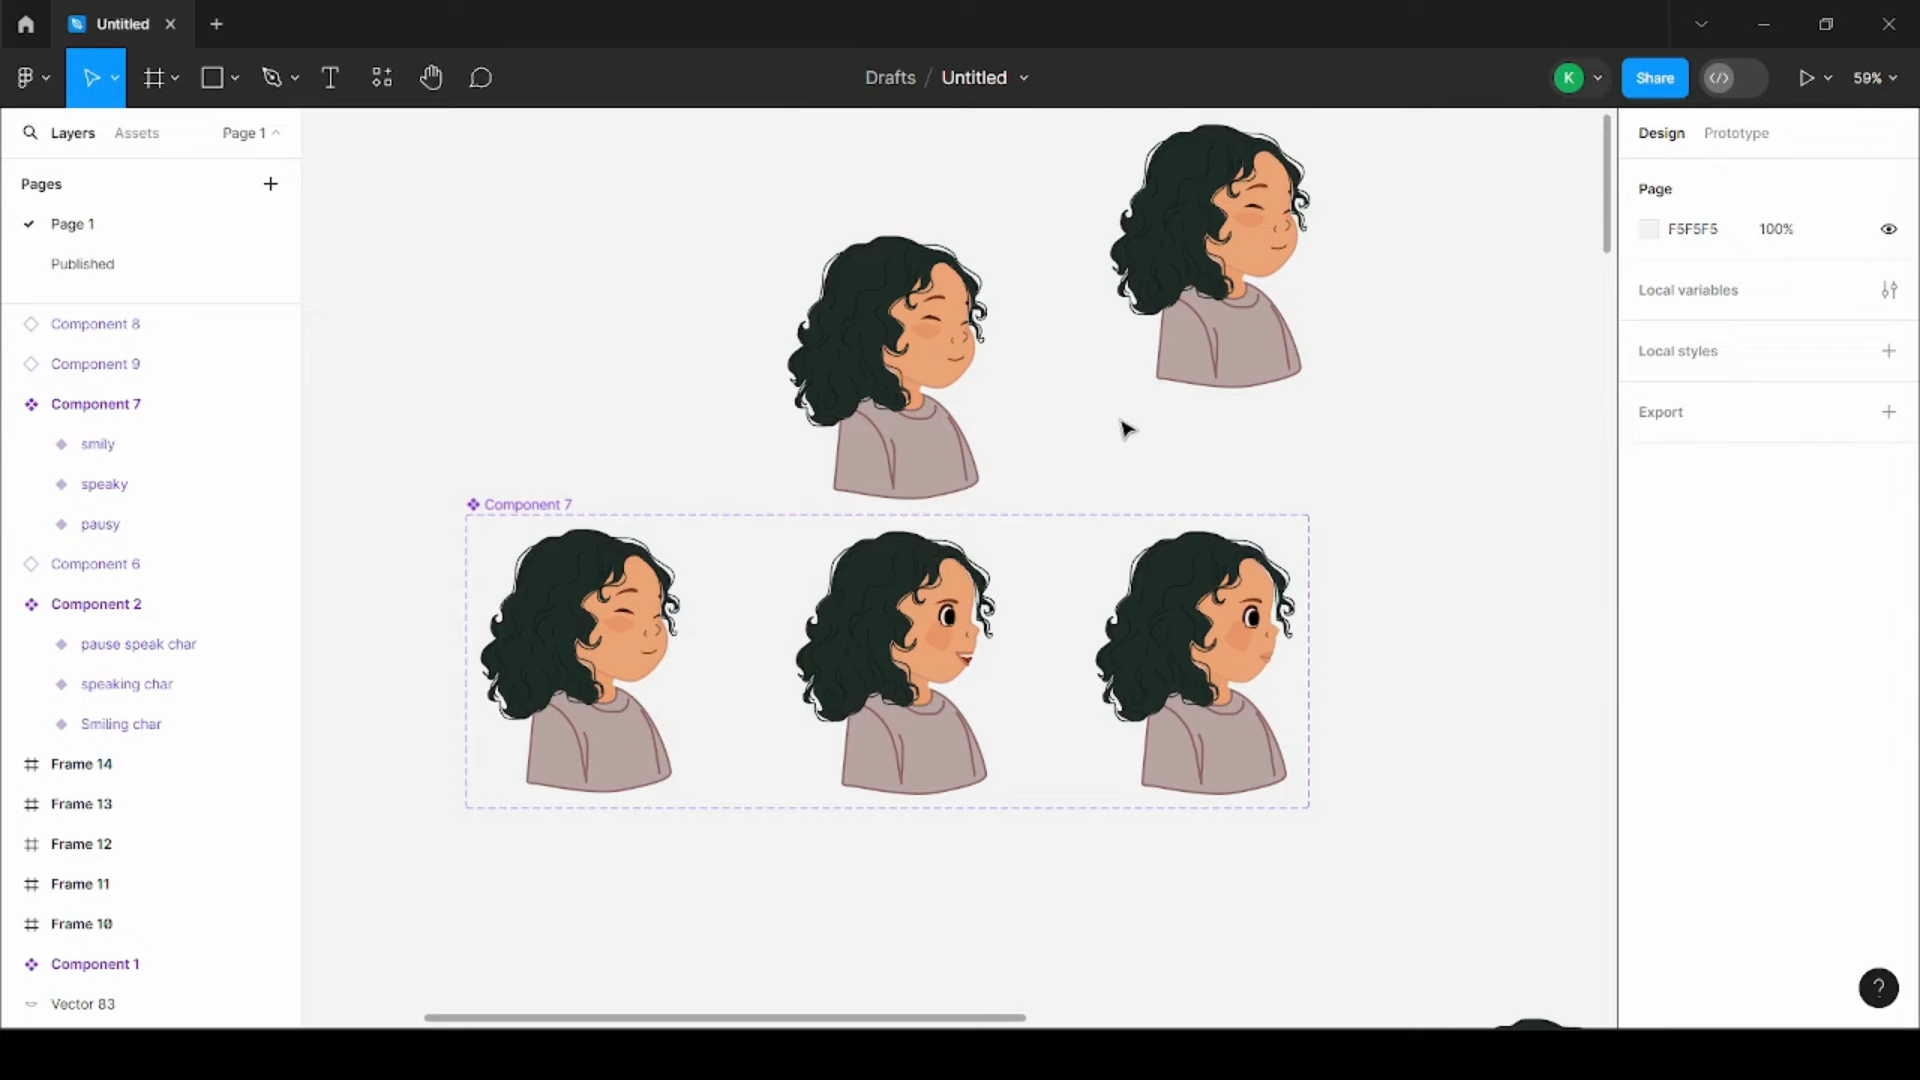 Untitled
Drafts / Untitled
K
Share
59%
Layers Assets Page 1
Pages
Page 1
Published
Component 8
Component 9
Component 7
smily
speaky
pausy
Component 6
Component 2
pause speak char
speaking char
Smiling char
Frame 14
Frame 13
Frame 12
Frame 11
Frame 10
Component 1
Vector 83
Component 7
Design Prototype
Page
F5F5F5 100%
Local variables
Local styles
Export
?